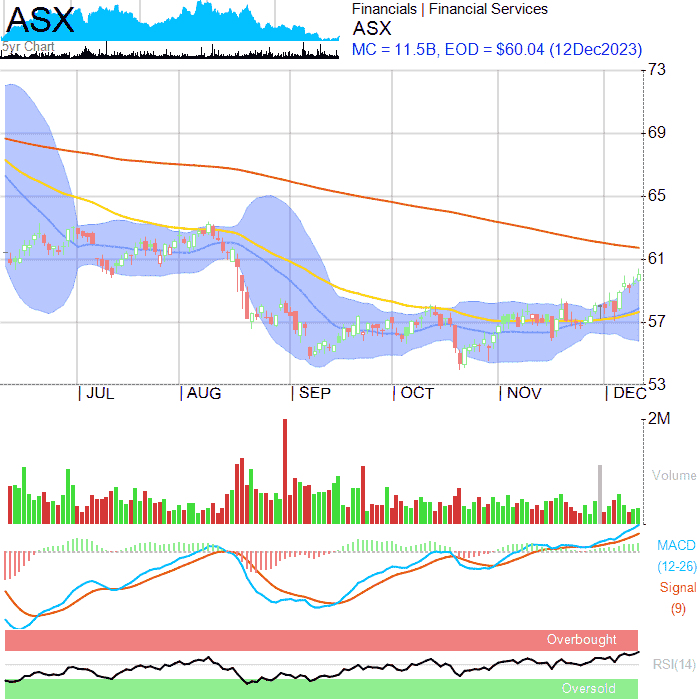 ASX
5yr Chart
Financials | Financial Services
ASX
MC = 11.5B, EOD = $60.04 (12Dec2023)
73
69
65
61
57
53
JUL AUG SEP OCT NOV DEC
2M
Volume
MACD
(12-26)
Signal
(9)
Overbought
RSI(14)
Oversold